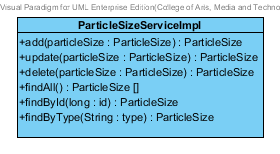 Visual Paradigm for UML Enterprise Edition(College of Arts, Media and Techno
ParticleSizeServiceImpl
+add(particleSize : ParticleSize) : ParticleSize
+update(particleSize : ParticleSize) : ParticleSize
+delete(particleSize : ParticleSize) : ParticleSize
+findAll() : ParticleSize []
+findById(long : id) : ParticleSize
+findByType(String : type) : ParticleSize